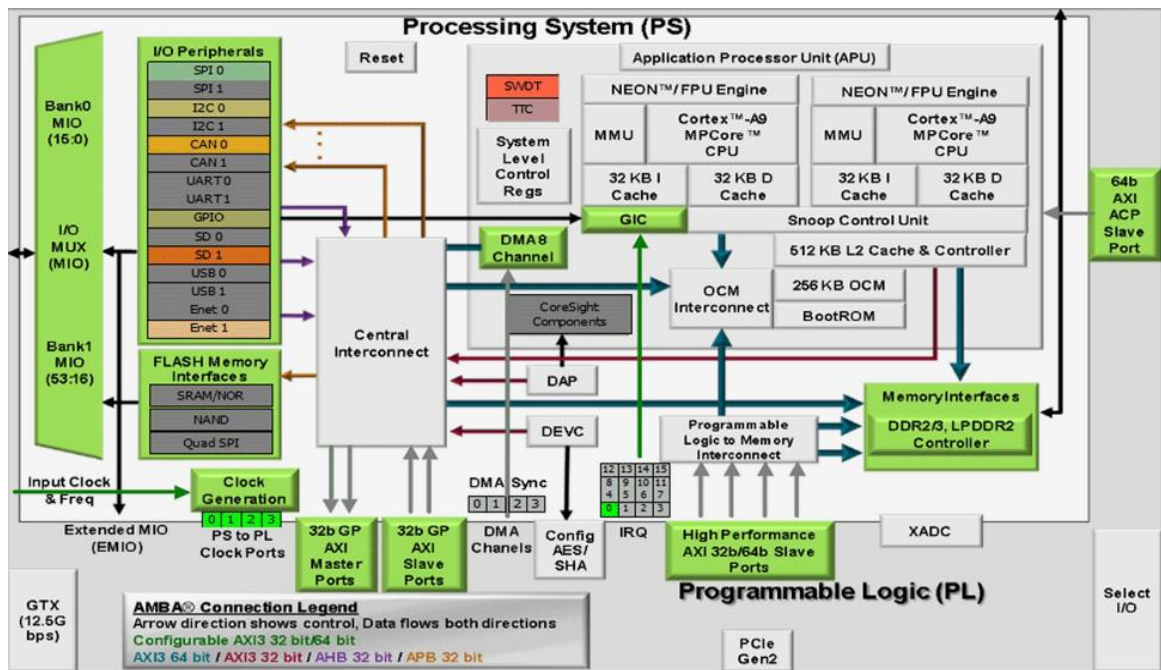 Processing System (PS)
I/O Peripherals
SPI 0
SPI 1
I2C 0
I2C 1
CAN 0
CAN 1
UART 0
UART 1
GPIO
SD 0
SD 1
USB 0
USB 1
Enet 0
Enet 1
Bank0
MIO
(15:0)
I/O
MUX
(MIO)
Bank1
MIO
(53:16)
FLASH Memory
Interfaces
SRAM/NOR
NAND
Quad SPI
Reset
SWDT
TTC
System
Level
Control
Regs
Application Processor Unit (APU)
NEON™/FPU Engine
MMU
Cortex™-A9
MPCore™
CPU
32 KB I
Cache
32 KB D
Cache
NEON™/FPU Engine
MMU
Cortex™-A9
MPCore™
CPU
32 KB I
Cache
32 KB D
Cache
GIC
Snoop Control Unit
DMA8
Channel
512 KB L2 Cache & Controller
OCM
Interconnect
256 KB OCM
BootROM
CoreSight
Components
Central
Interconnect
DAP
DEVC
Programmable
Logic to Memory
Interconnect
Memory Interfaces
DDR2/3, LPDDR2
Controller
64b
AXI
ACP
Slave
Port
Input Clock
& Freq
Clock
Generation
0 1 2 3
PS to PL
Clock Ports
Extended MIO
(EMIO)
32b GP
AXI
Master
Ports
32b GP
AXI
Slave
Ports
DMA Sync
0 1 2 3
DMA
Channels
Config
AES/
SHA
12 13 14 15
8 9 10 11
4 5 6 7
0 1 2 3
IRQ
High Performance
AXI 32b/64b Slave
Ports
XADC
Programmable Logic (PL)
GTX
(12.5G
bps)
AMBA® Connection Legend
Arrow direction shows control, Data flows both directions
Configurable AXI3 32 bit/64 bit
AXI3 64 bit / AXI3 32 bit / AHB 32 bit / APB 32 bit
PCIe
Gen2
Select
I/O